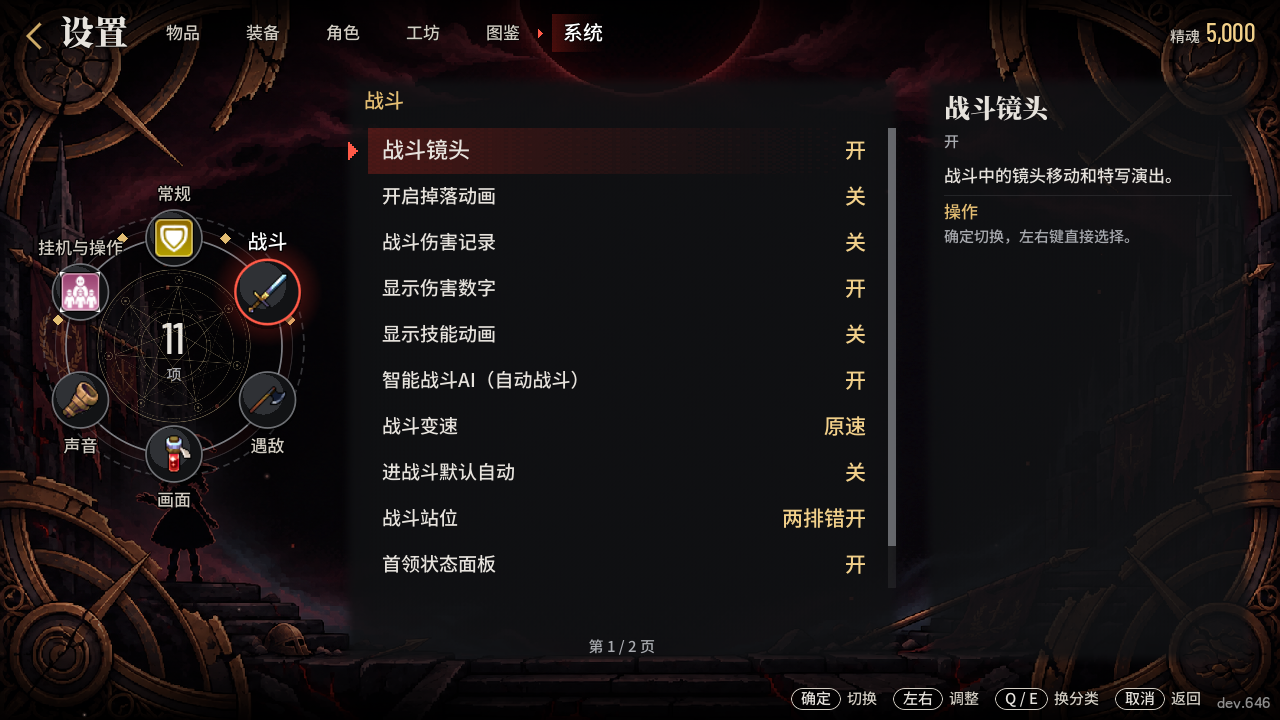 设置
物品
装备
角色
工坊
图鉴
系统
精魂 5,000
常规
挂机与操作
战斗
11
项
声音
遇敌
画面
战斗
战斗镜头 开
开启掉落动画 关
战斗伤害记录 关
显示伤害数字 开
显示技能动画 关
智能战斗AI（自动战斗） 开
战斗变速 原速
进战斗默认自动 关
战斗站位 两排错开
首领状态面板 开
第 1 / 2 页
战斗镜头
开
战斗中的镜头移动和特写演出。
操作
确定切换，左右键直接选择。
确定 切换 左右 调整 Q / E 换分类 取消 返回
dev.646